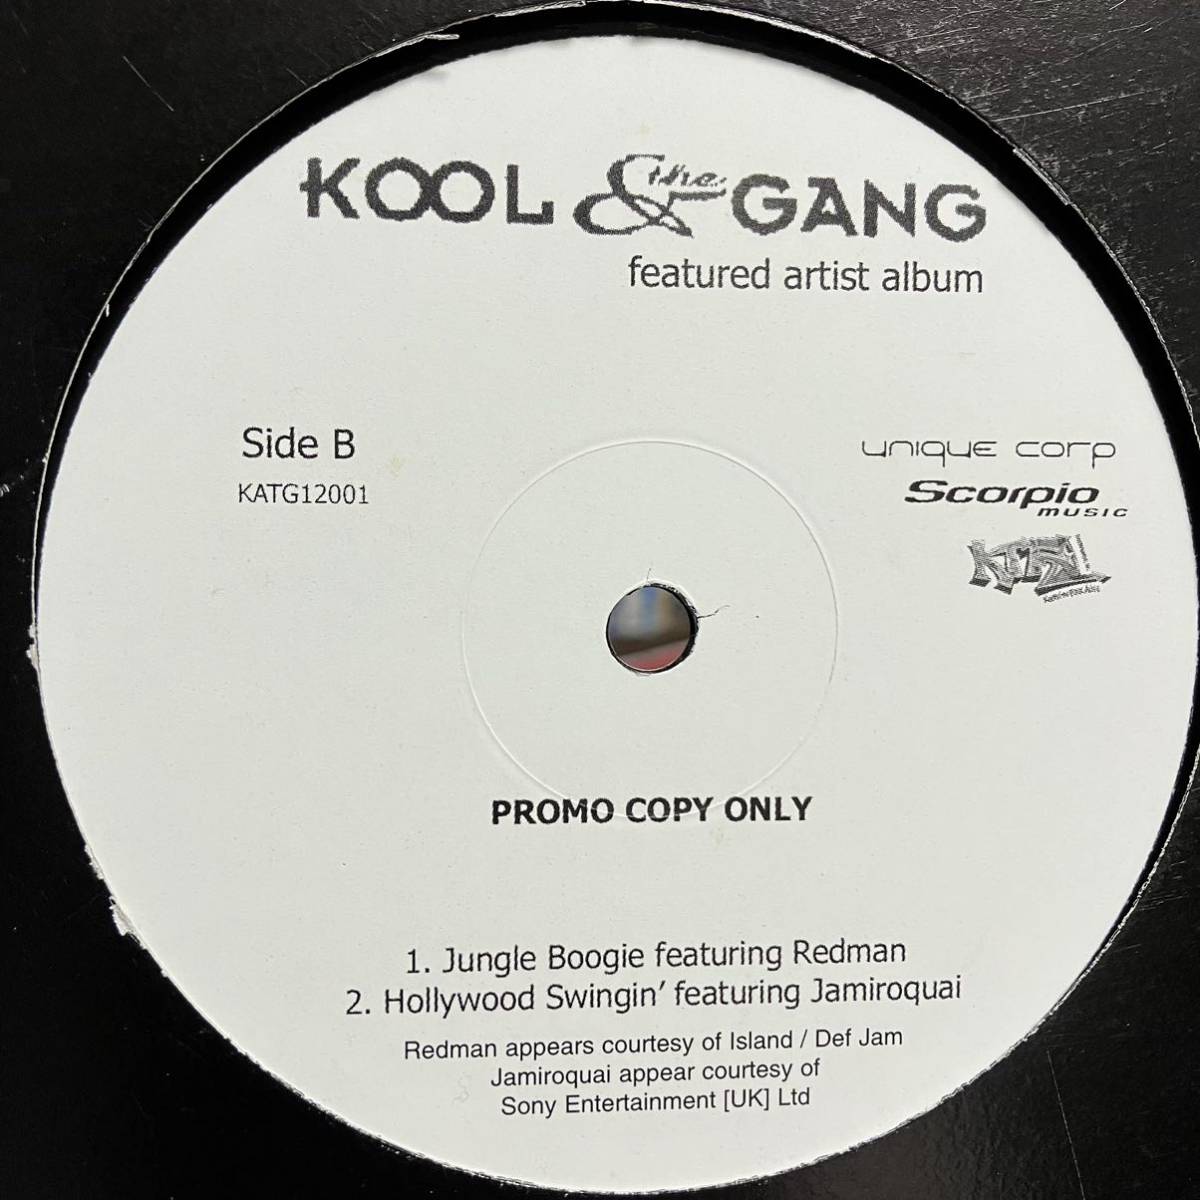 KOOL & the GANG
featured artist album
Side B
KATG12001
unique corp
Scorpio
music
PROMO COPY ONLY
1. Jungle Boogie featuring Redman
2. Hollywood Swingin' featuring Jamiroquai
Redman appears courtesy of Island / Def Jam
Jamiroquai appear courtesy of
Sony Entertainment [UK] Ltd